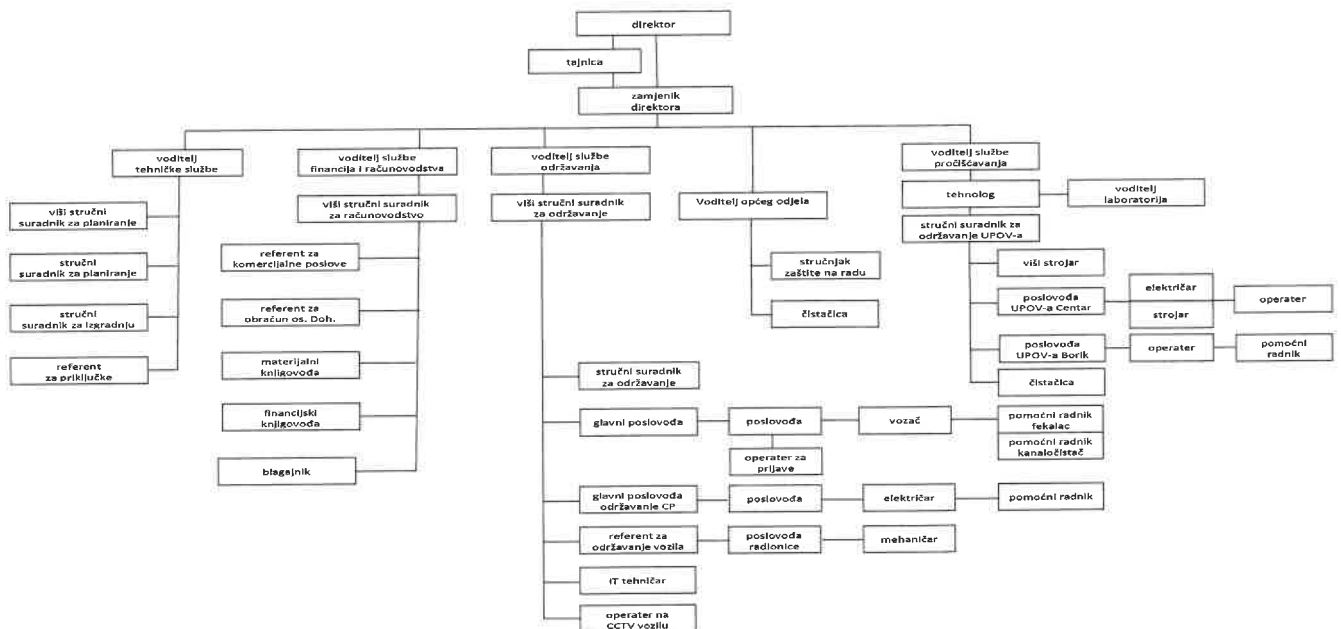 direktor
tajnica
zamjenik
direktora
voditelj
tehničke službe
voditelj službe
financija i računovodstva
voditelj službe
održavanja
voditelj službe
pročišćavanja
viši stručni
suradnik za planiranje
stručni
suradnik za planiranje
stručni
suradnik za izgradnju
referent
za priključke
viši stručni suradnik
za računovodstvo
referent za
komercijalne poslove
referent za
obračun os. Doh.
materijalni
knjigovođa
financijski
knjigovođa
blagajnik
viši stručni suradnik
za održavanje
stručni suradnik
za održavanje
glavni poslovođa
poslovođa
operater za
prijave
vozač
pomoćni radnik
fekalac
pomoćni radnik
kanaločistač
glavni poslovođa
održavanje CP
poslovođa
električar
pomoćni radnik
referent za
održavanje vozila
poslovođa
radionice
mehaničar
IT tehničar
operater na
CCTV vozilu
Voditelj općeg odjela
stručnjak
zaštite na radu
čistačica
tehnolog
voditelj
laboratorija
stručni suradnik za
održavanje UPOV-a
viši strojar
poslovođa
UPOV-a Centar
električar
strojar
operater
poslovođa
UPOV-a Borik
operater
pomoćni
radnik
čistačica